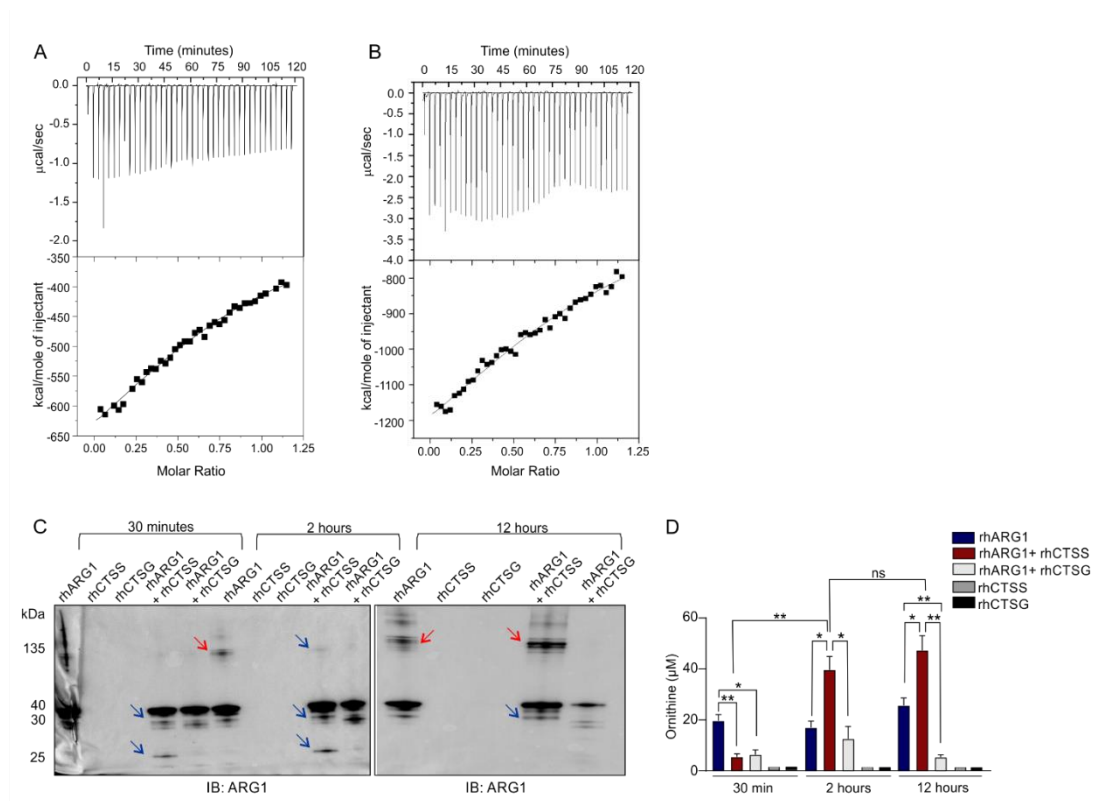 A
Time (minutes)
0 15 30 45 60 75 90 105 120
0.0
-0.5
-1.0
-1.5
-2.0
µcal/sec
-350
-400
-450
-500
-550
-600
-650
kcal/mole of injectant
0.00 0.25 0.50 0.75 1.00 1.25
Molar Ratio
B
Time (minutes)
0 15 30 45 60 75 90 105 120
0.0
-0.5
-1.0
-1.5
-2.0
-2.5
-3.0
-3.5
-4.0
µcal/sec
-800
-900
-1000
-1100
-1200
kcal/mole of injectant
0.00 0.25 0.50 0.75 1.00 1.25
Molar Ratio
C
30 minutes
2 hours
12 hours
rhARG1
rhCTSS
rhCTSG
rhARG1
+ rhCTSS
rhARG1
+ rhCTSG
rhARG1
rhCTSS
rhCTSG
rhARG1
+ rhCTSS
rhARG1
+ rhCTSG
rhARG1
rhCTSS
rhCTSG
rhARG1
+ rhCTSS
rhARG1
+ rhCTSG
kDa
135
40
30
25
IB: ARG1
IB: ARG1
D
rhARG1
rhARG1+ rhCTSS
rhARG1+ rhCTSG
rhCTSS
rhCTSG
60
40
20
0
Ornithine (µM)
**
*
**
*
*
ns
**
*
**
30 min
2 hours
12 hours